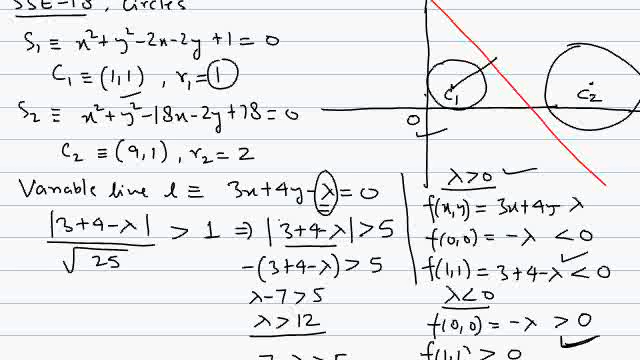 SSE-18, Circles
S₁ ≡ x²+y²-2x-2y+1=0
C₁ ≡ (1,1), r₁=1
S₂ ≡ x²+y²-18x-2y+78=0
C₂ ≡ (9,1), r₂=2
Variable line l ≡ 3x+4y-λ=0
|3+4-λ|/√25 > 1 ⇒ |3+4-λ|>5
-(3+4-λ)>5
λ-7>5
λ>12
C₁
C₂
O
λ>0 ✓
f(x,y)=3x+4y-λ
f(0,0)=-λ <0
f(1,1)=3+4-λ<0
λ<0
f(0,0)=-λ >0
f(1,1)>0